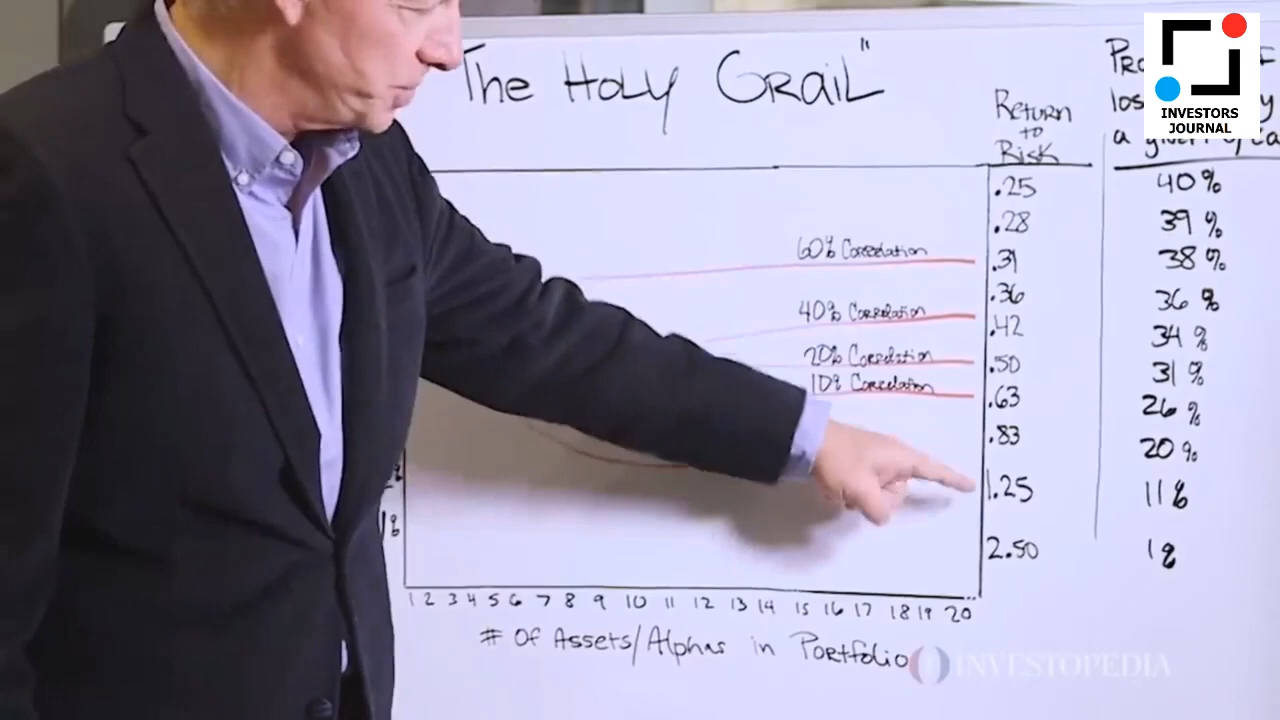 The Holy Grail"
Return
to
Risk
a given
.25 40%
.28 39%
.31 38%
.36 36%
.42 34%
.50 31%
.63 26%
.83 20%
1.25 11%
2.50 1%
60% Correlation
40% Correlation
20% Correlation
10% Correlation
1%
1 2 3 4 5 6 7 8 9 10 11 12 13 14 15 16 17 18 19 20
# Of Assets/Alphas in Portfolio
INVESTORS
JOURNAL
INVESTOPEDIA